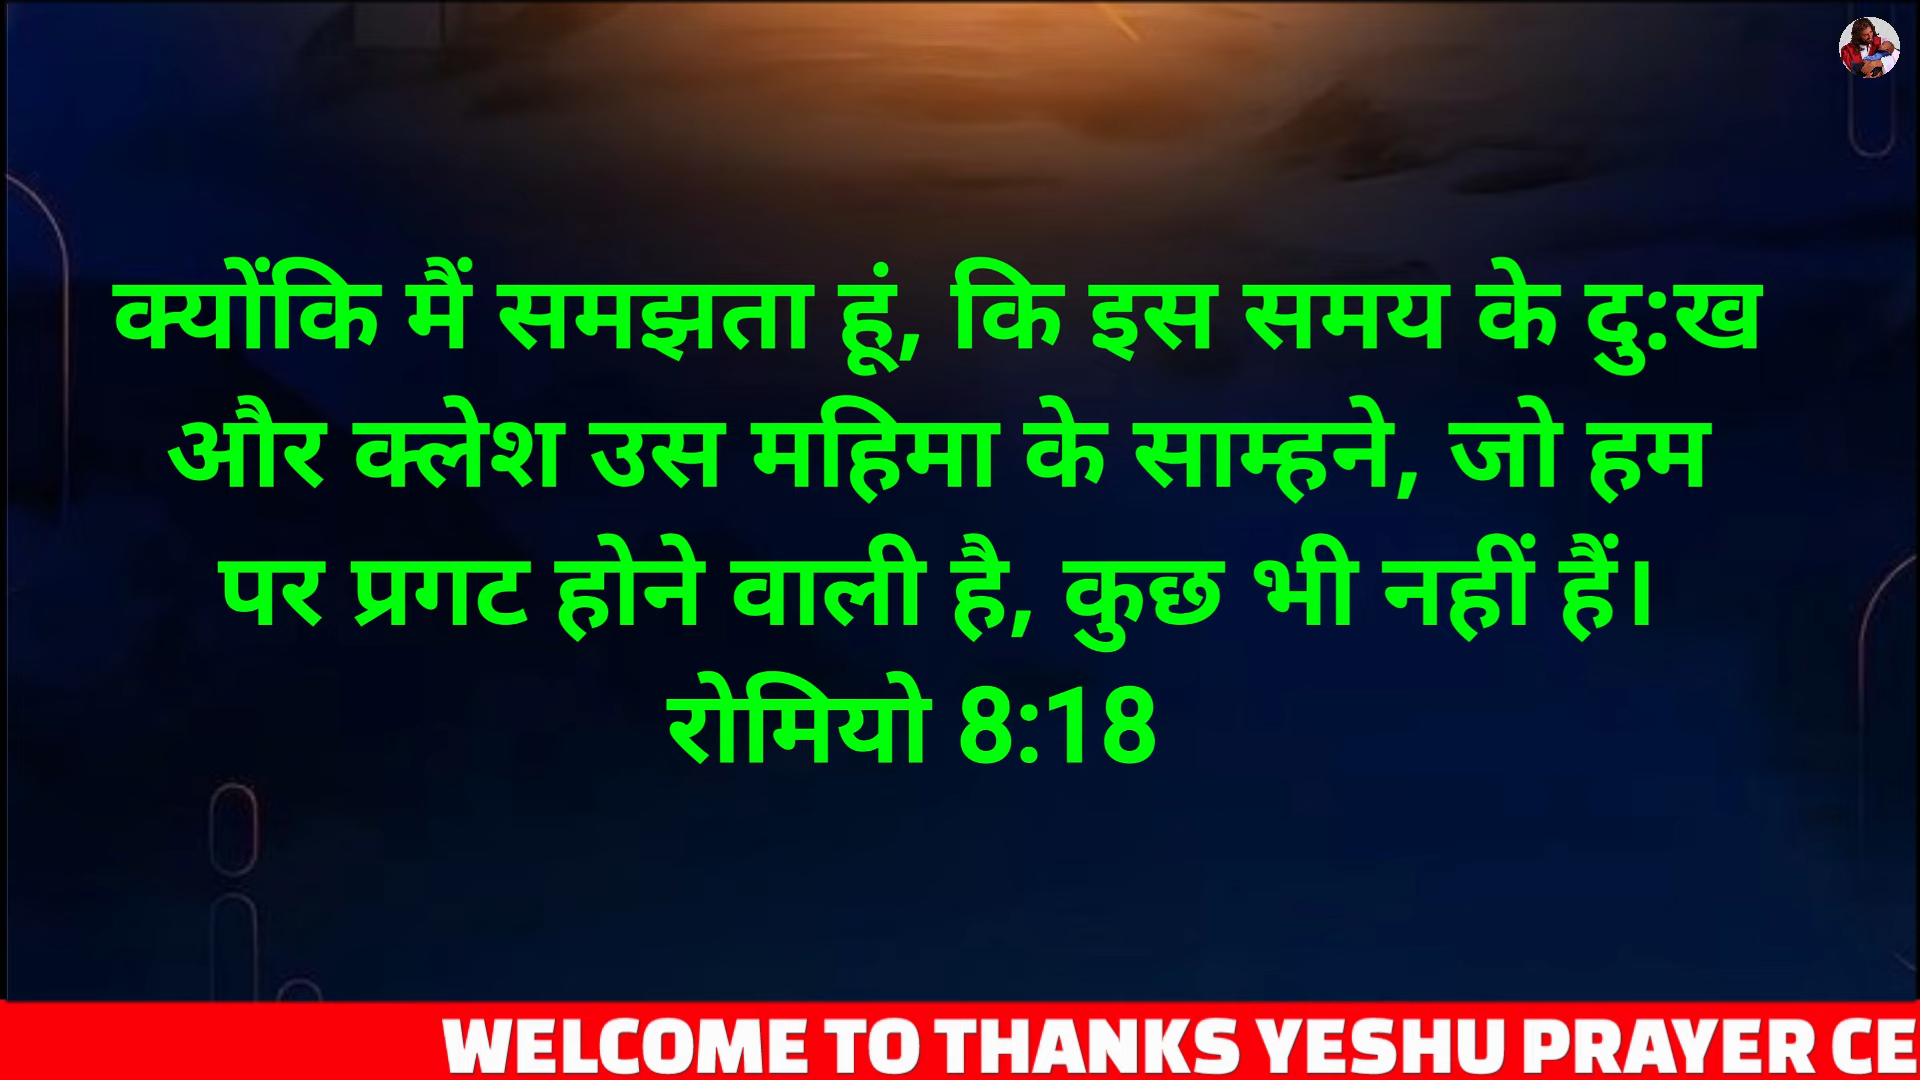 क्योंकि मैं समझता हूं, कि इस समय के दु:ख
और क्लेश उस महिमा के साम्हने, जो हम
पर प्रगट होने वाली है, कुछ भी नहीं हैं।
रोमियो 8:18
WELCOME TO THANKS YESHU PRAYER CE